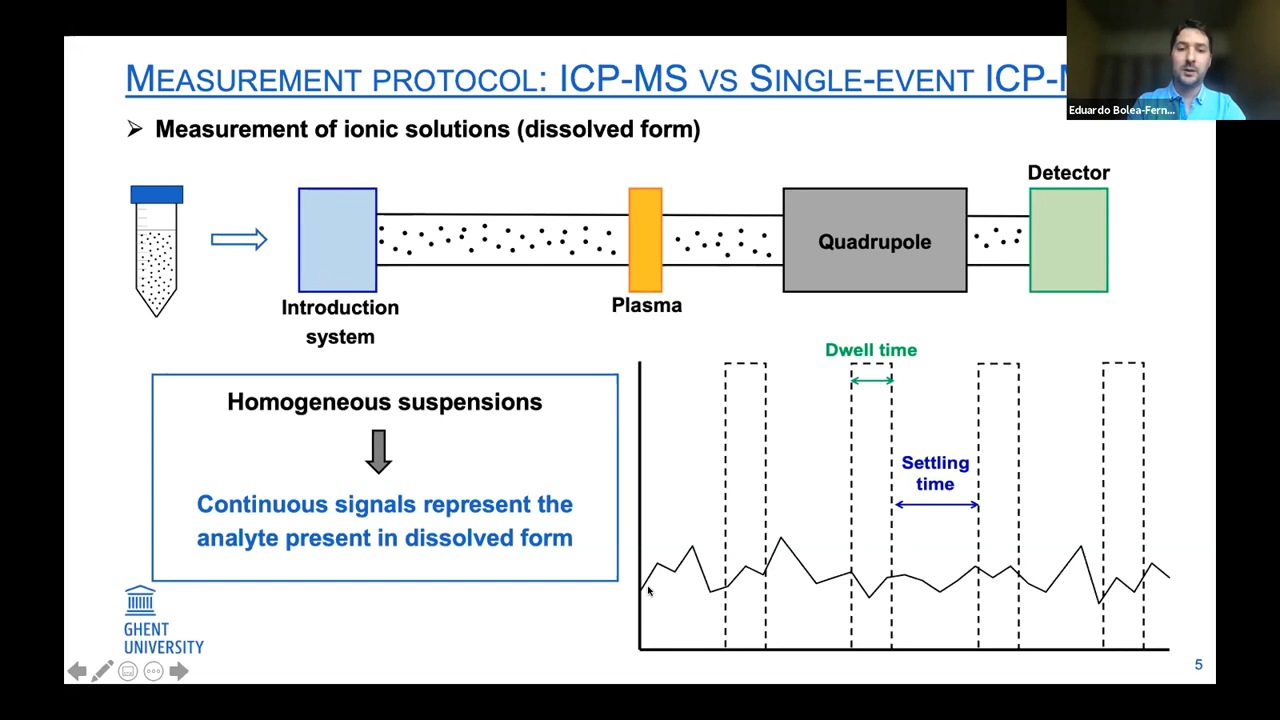 MEASUREMENT PROTOCOL: ICP-MS VS SINGLE-EVENT ICP-
Eduardo Bolea-Fern...
➢ Measurement of ionic solutions (dissolved form)
Detector
Quadrupole
Introduction
system
Plasma
Dwell time
Homogeneous suspensions
Settling
time
Continuous signals represent the
analyte present in dissolved form
GHENT
UNIVERSITY
5